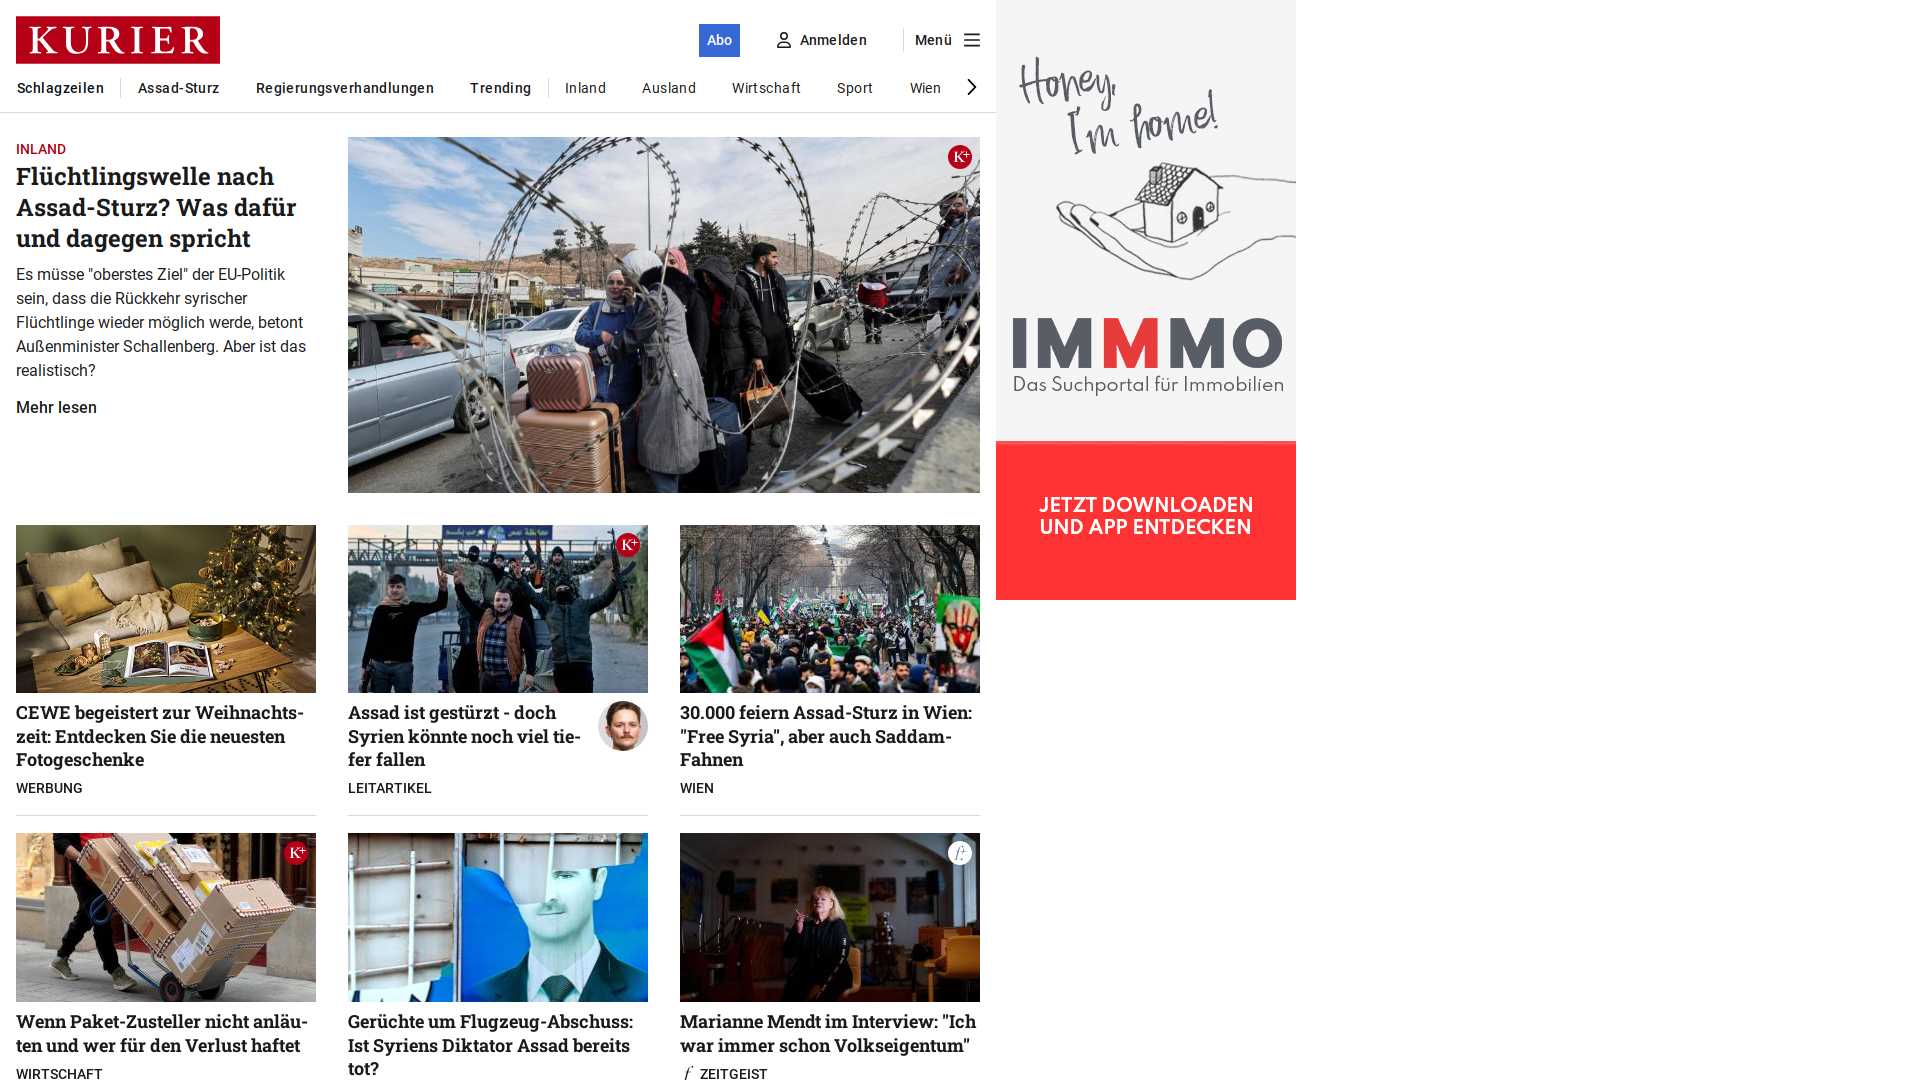 KURIER
Abo
Anmelden
Menü
Schlagzeilen
Assad-Sturz
Regierungsverhandlungen
Trending
Inland
Ausland
Wirtschaft
Sport
Wien
INLAND
Flüchtlingswelle nach
Assad-Sturz? Was dafür
und dagegen spricht
Es müsse "oberstes Ziel" der EU-Politik
sein, dass die Rückkehr syrischer
Flüchtlinge wieder möglich werde, betont
Außenminister Schallenberg. Aber ist das
realistisch?
Mehr lesen
K+
CEWE begeistert zur Weihnachts-
zeit: Entdecken Sie die neuesten
Fotogeschenke
WERBUNG
K+
Assad ist gestürzt - doch
Syrien könnte noch viel tie-
fer fallen
LEITARTIKEL
30.000 feiern Assad-Sturz in Wien:
"Free Syria", aber auch Saddam-
Fahnen
WIEN
K+
Wenn Paket-Zusteller nicht anläu-
ten und wer für den Verlust haftet
WIRTSCHAFT
Gerüchte um Flugzeug-Abschuss:
Ist Syriens Diktator Assad bereits
tot?
f+
Marianne Mendt im Interview: "Ich
war immer schon Volkseigentum"
f ZEITGEIST
Honey,
I'm home!
IMMMO
Das Suchportal für Immobilien
JETZT DOWNLOADEN
UND APP ENTDECKEN